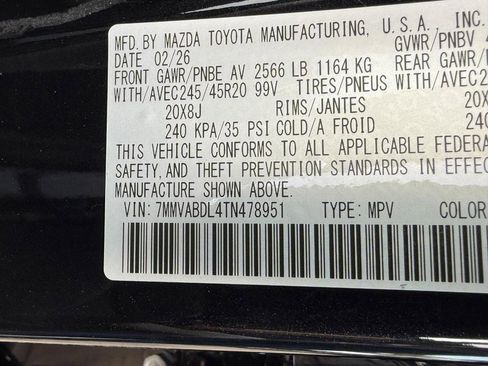 MFD. BY MAZDA TOYOTA MANUFACTURING, U.S.A., INC.
DATE 02/26 GVWR/PNBV
FRONT GAWR/PNBE AV 2566 LB 1164 KG REAR GAWR/
WITH/AVEC245/45R20 99V TIRES/PNEUS WITH/AVEC2
20X8J RIMS/JANTES 20X
240 KPA/35 PSI COLD/A FROID 240
THIS VEHICLE CONFORMS TO ALL APPLICABLE FEDERAL
SAFETY, AND THEFT PREVENTION STANDARDS IN EFFEC
MANUFACTURE SHOWN ABOVE.
VIN: 7MMVABDL4TN478951 TYPE: MPV COLOR